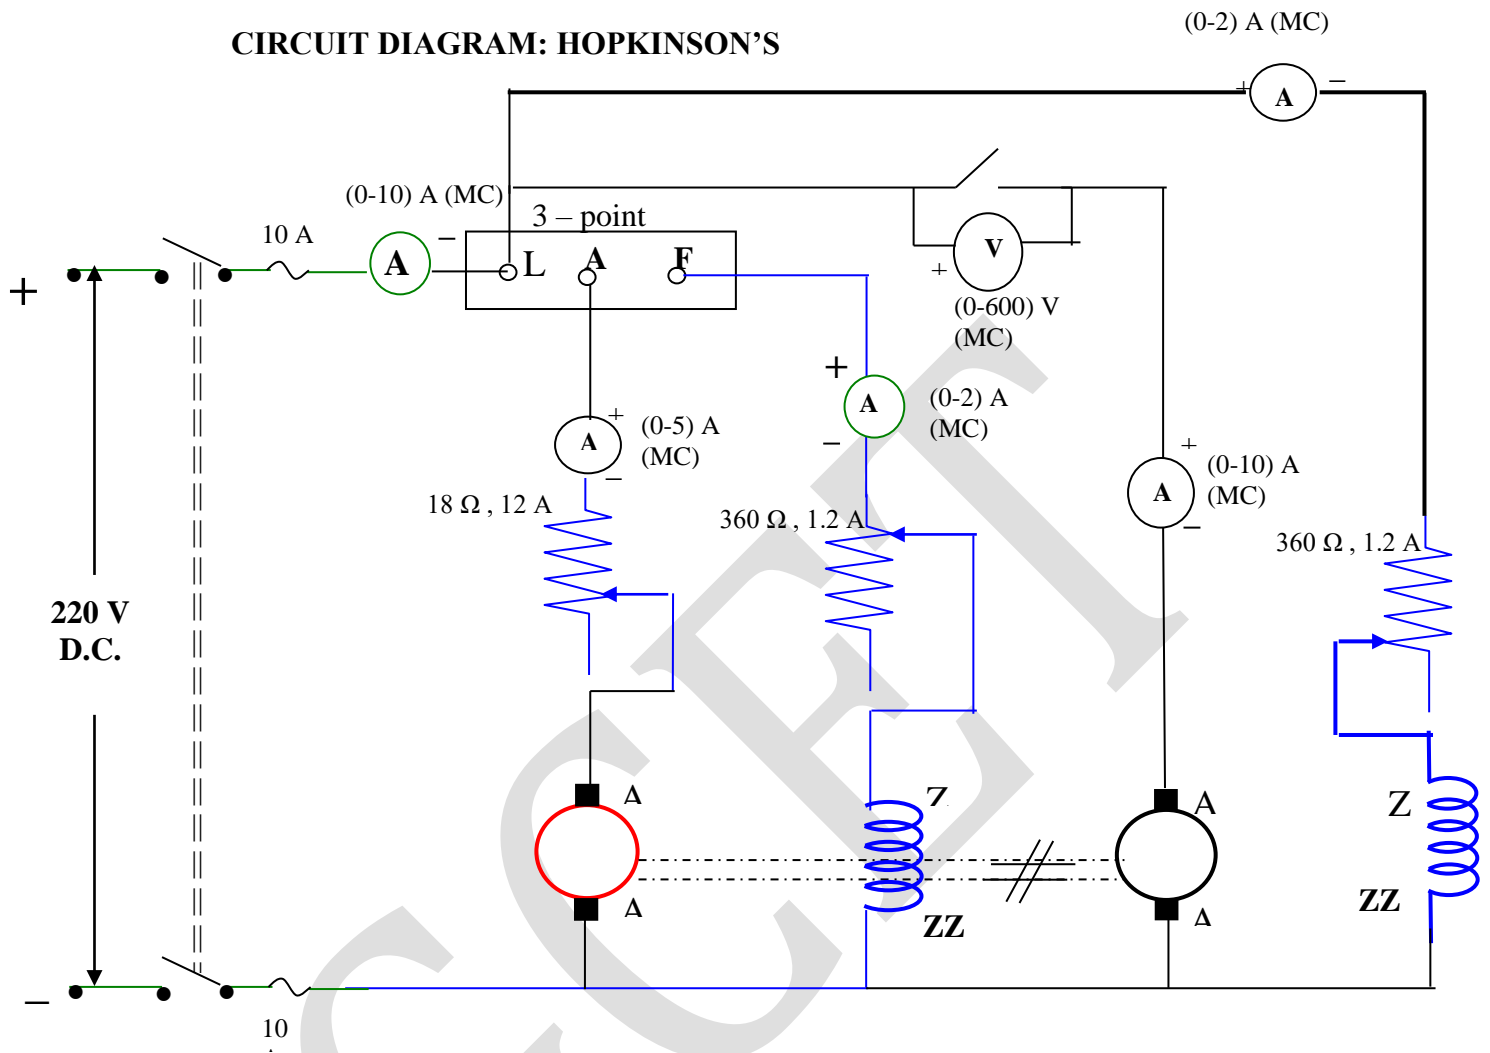 (0-2) A (MC)
CIRCUIT DIAGRAM: HOPKINSON'S
+ A −
(0-10) A (MC)
3 – point
10 A
A −
L A F
V
+
+
(0-600) V
(MC)
+
A
−
(0-2) A
(MC)
+
A
−
(0-5) A
(MC)
+
A
−
(0-10) A
(MC)
18 Ω , 12 A
360 Ω , 1.2 A
360 Ω , 1.2 A
220 V
D.C.
A
Z
A
Z
A
ZZ
A
ZZ
−
10
CCET